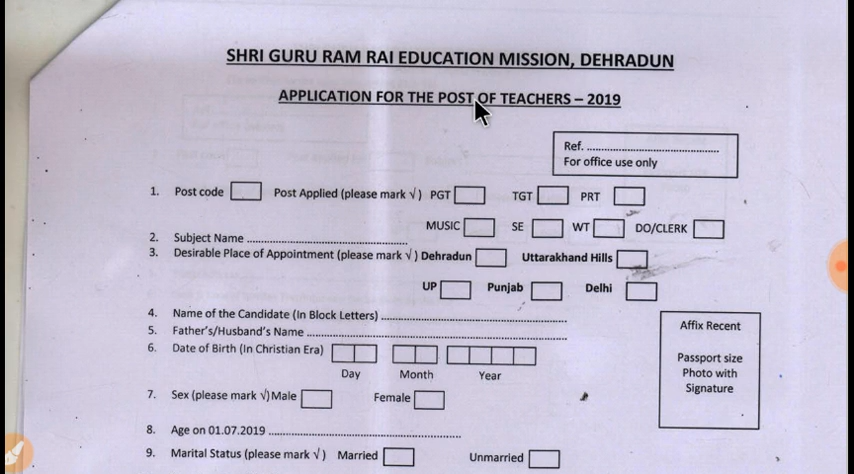 SHRI GURU RAM RAI EDUCATION MISSION, DEHRADUN
APPLICATION FOR THE POST OF TEACHERS – 2019
Ref. ................................................
For office use only
1. Post code Post Applied (please mark √ ) PGT TGT PRT
MUSIC SE WT DO/CLERK
2. Subject Name ................................................
3. Desirable Place of Appointment (please mark √ ) Dehradun Uttarakhand Hills
UP Punjab Delhi
4. Name of the Candidate (In Block Letters) ................................................
5. Father's/Husband's Name ................................................
6. Date of Birth (In Christian Era)
Day Month Year
Affix Recent
Passport size
Photo with
Signature
7. Sex (please mark √) Male Female
8. Age on 01.07.2019 ................................................
9. Marital Status (please mark √ ) Married Unmarried